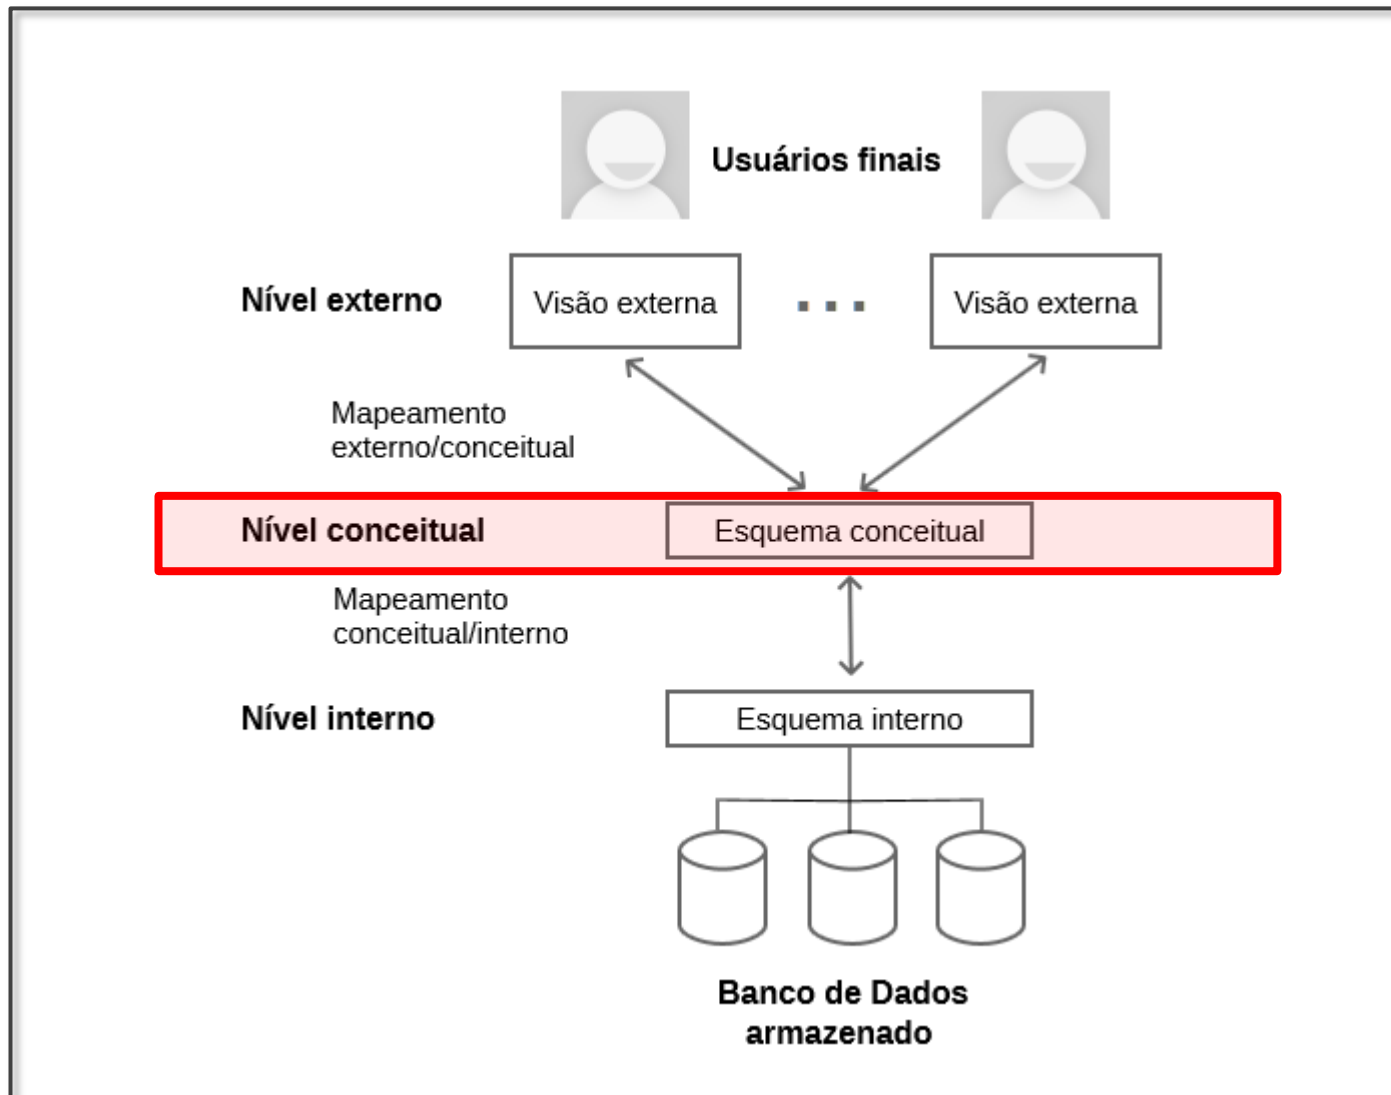 Usuários finais
Nível externo
Visão externa
Visão externa
Mapeamento
externo/conceitual
Nível conceitual
Esquema conceitual
Mapeamento
conceitual/interno
Nível interno
Esquema interno
Banco de Dados
armazenado